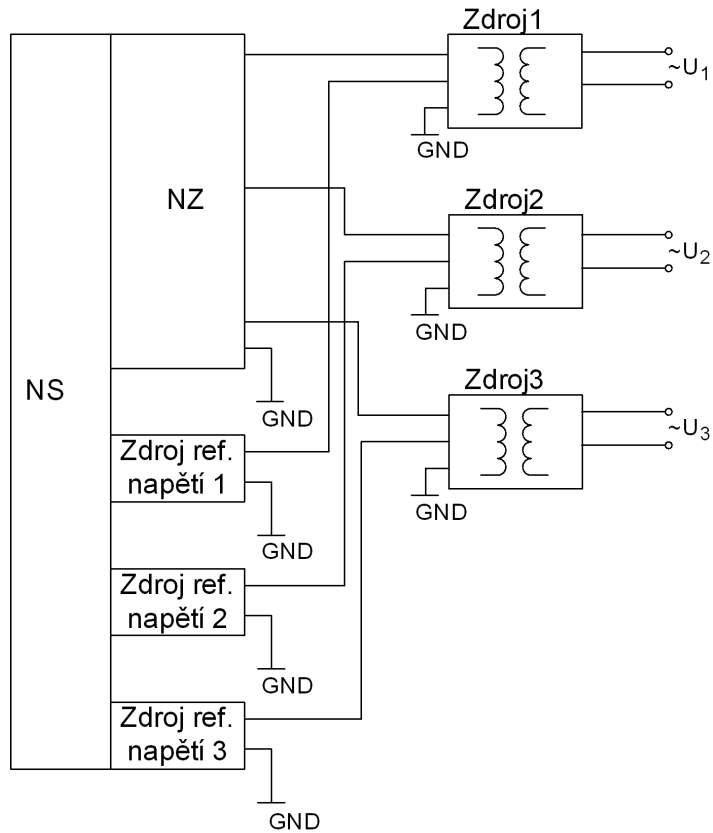 Zdroj1
~U1
GND
NZ
Zdroj2
~U2
GND
NS
Zdroj3
~U3
GND
GND
Zdroj ref.
napětí 1
GND
Zdroj ref.
napětí 2
GND
Zdroj ref.
napětí 3
GND